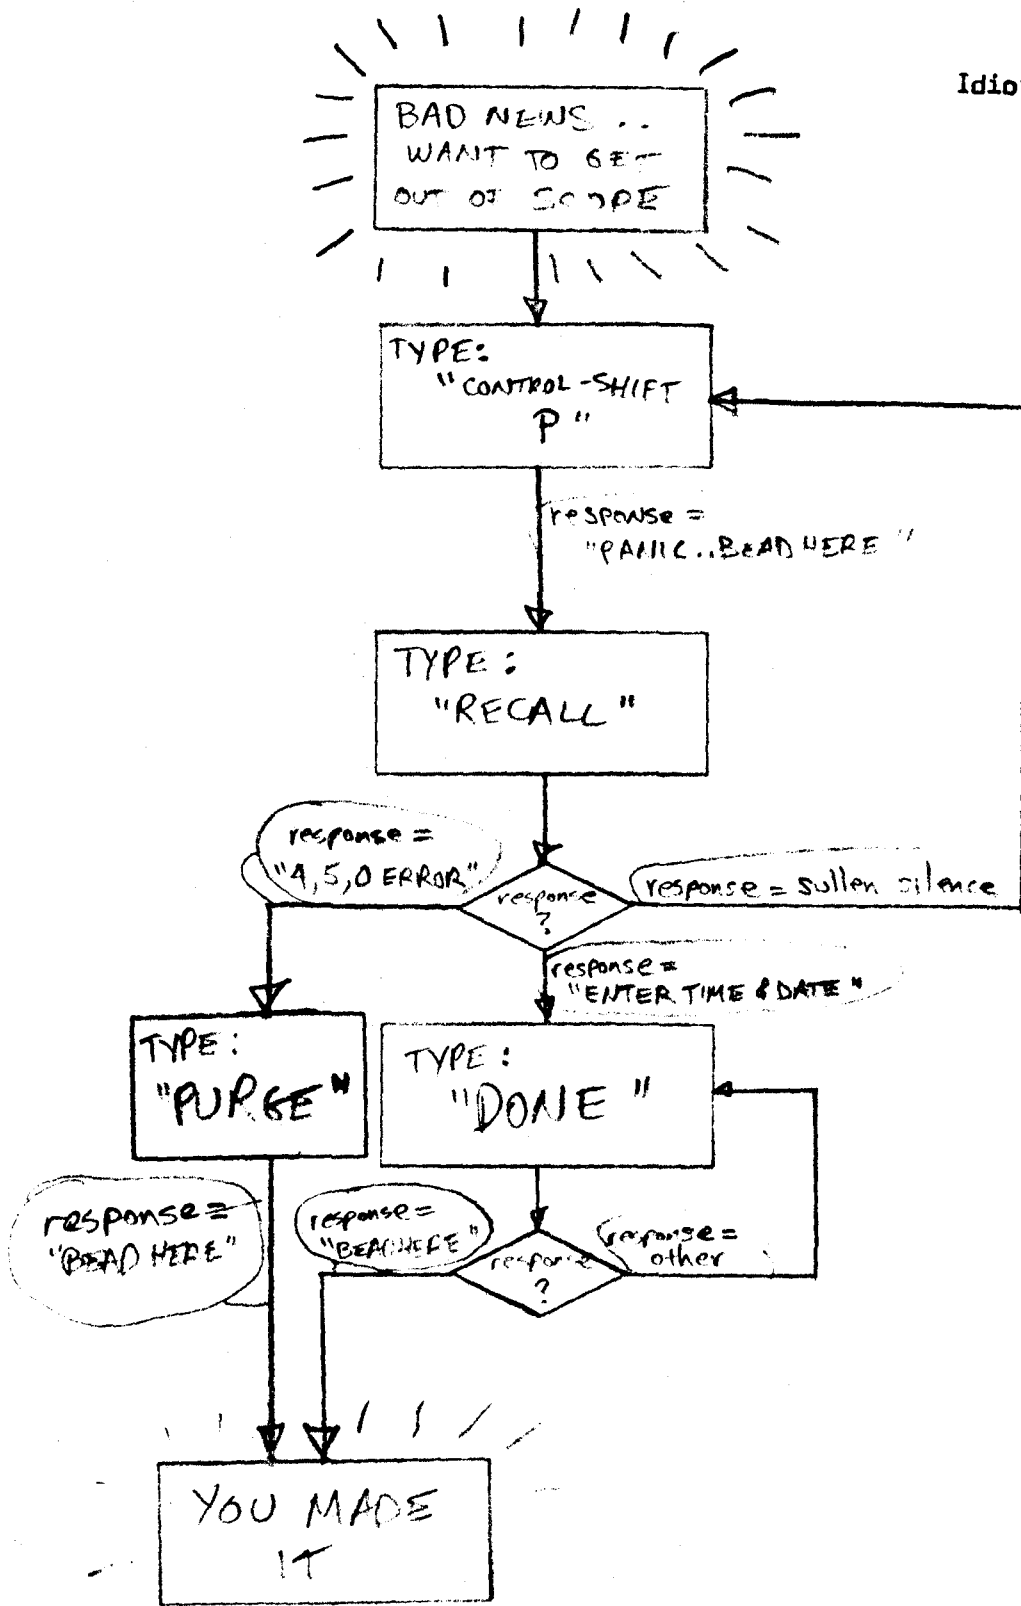 Idio
BAD NEWS ..
WANT TO GET
OUT OF SCOPE
TYPE:
"CONTROL-SHIFT
P"
response =
"PANIC..BEAD HERE"
TYPE:
"RECALL"
response =
"4,5,0 ERROR"
response
?
response = sullen silence
response =
"ENTER TIME & DATE"
TYPE:
"PURGE"
TYPE:
"DONE"
response =
"BEAD HERE"
response =
"BEAD HERE"
response
?
response =
other
YOU MADE
IT